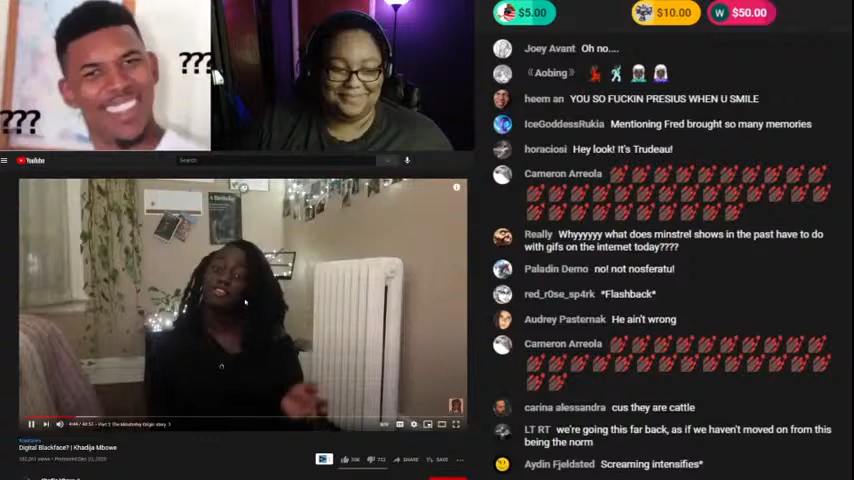 $5.00
$10.00
W $50.00
???
???
Joey Avant Oh no....
《Aobing》
heem an YOU SO FUCKIN PRESIUS WHEN U SMILE
IceGoddessRukia Mentioning Fred brought so many memories
horaciosi Hey look! It's Trudeau!
Cameron Arreola
Really Whyyyyyy what does minstrel shows in the past have to do
with gifs on the internet today????
Paladin Demo no! not nosferatu!
red_r0se_sp4rk *Flashback*
Audrey Pasternak He ain't wrong
Cameron Arreola
carina alessandra cus they are cattle
LT RT we're going this far back, as if we haven't moved on from this
being the norm
Aydin Fjeldsted Screaming intensifies*
YouTube
Search
Digital Blackface? | Khadija Mbowe
SHARE
SAVE